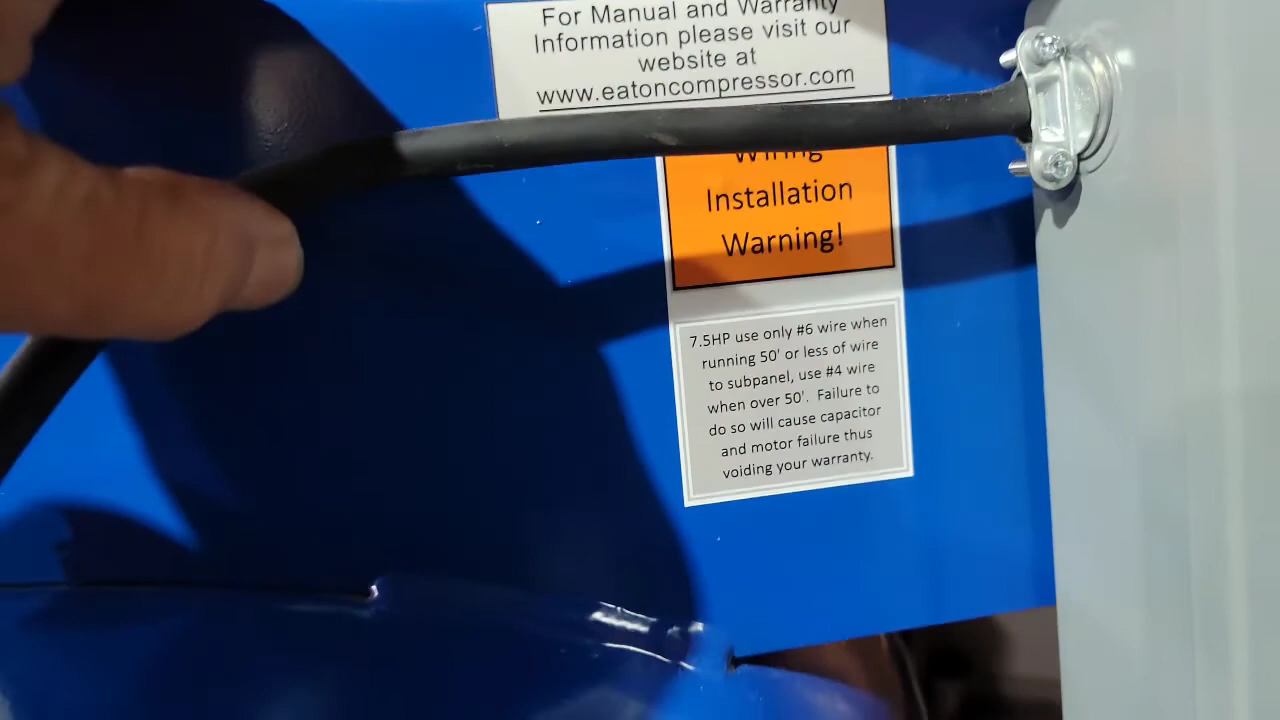 For Manual and Warranty
Information please visit our
website at
www.eatoncompressor.com
Wiring
Installation
Warning!
7.5HP use only #6 wire when
running 50' or less of wire
to subpanel, use #4 wire
when over 50'. Failure to
do so will cause capacitor
and motor failure thus
voiding your warranty.